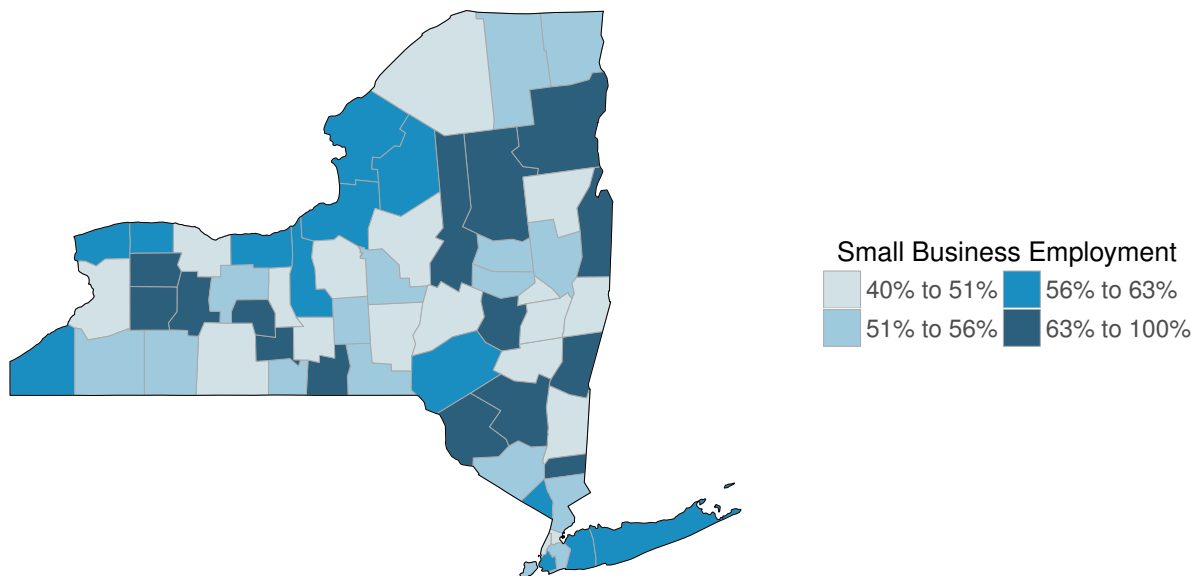 Small Business Employment
40% to 51% 56% to 63%
51% to 56% 63% to 100%